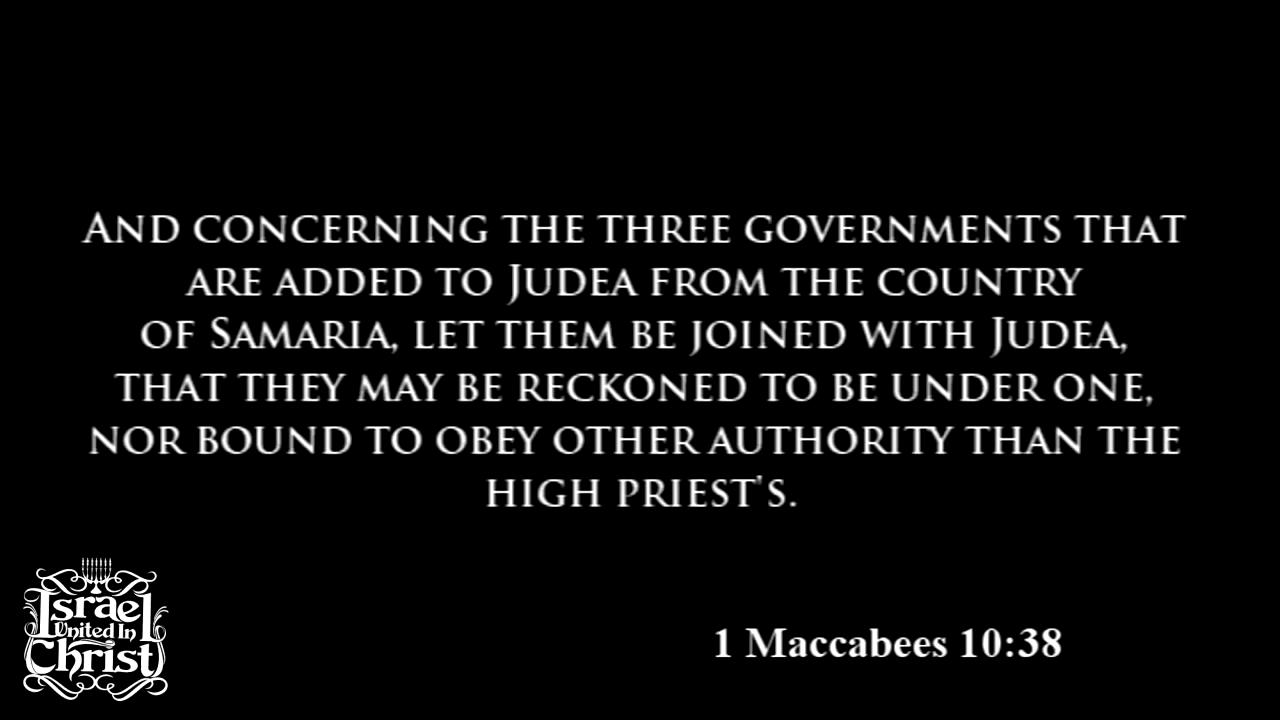 And concerning the three governments that
are added to Judea from the country
of Samaria, let them be joined with Judea,
that they may be reckoned to be under one,
nor bound to obey other authority than the
high priest's.
Israel
United In
Christ
1 Maccabees 10:38